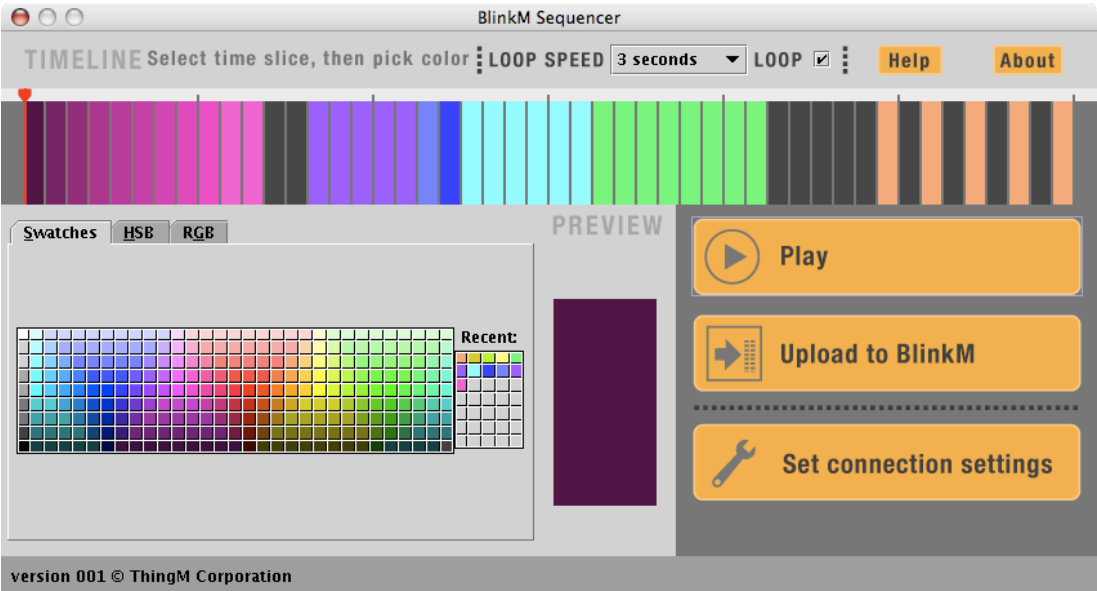 BlinkM Sequencer
TIMELINE Select time slice, then pick color LOOP SPEED 3 seconds LOOP Help About
Swatches HSB RGB
PREVIEW
Recent:
Play
Upload to BlinkM
Set connection settings
version 001 © ThingM Corporation